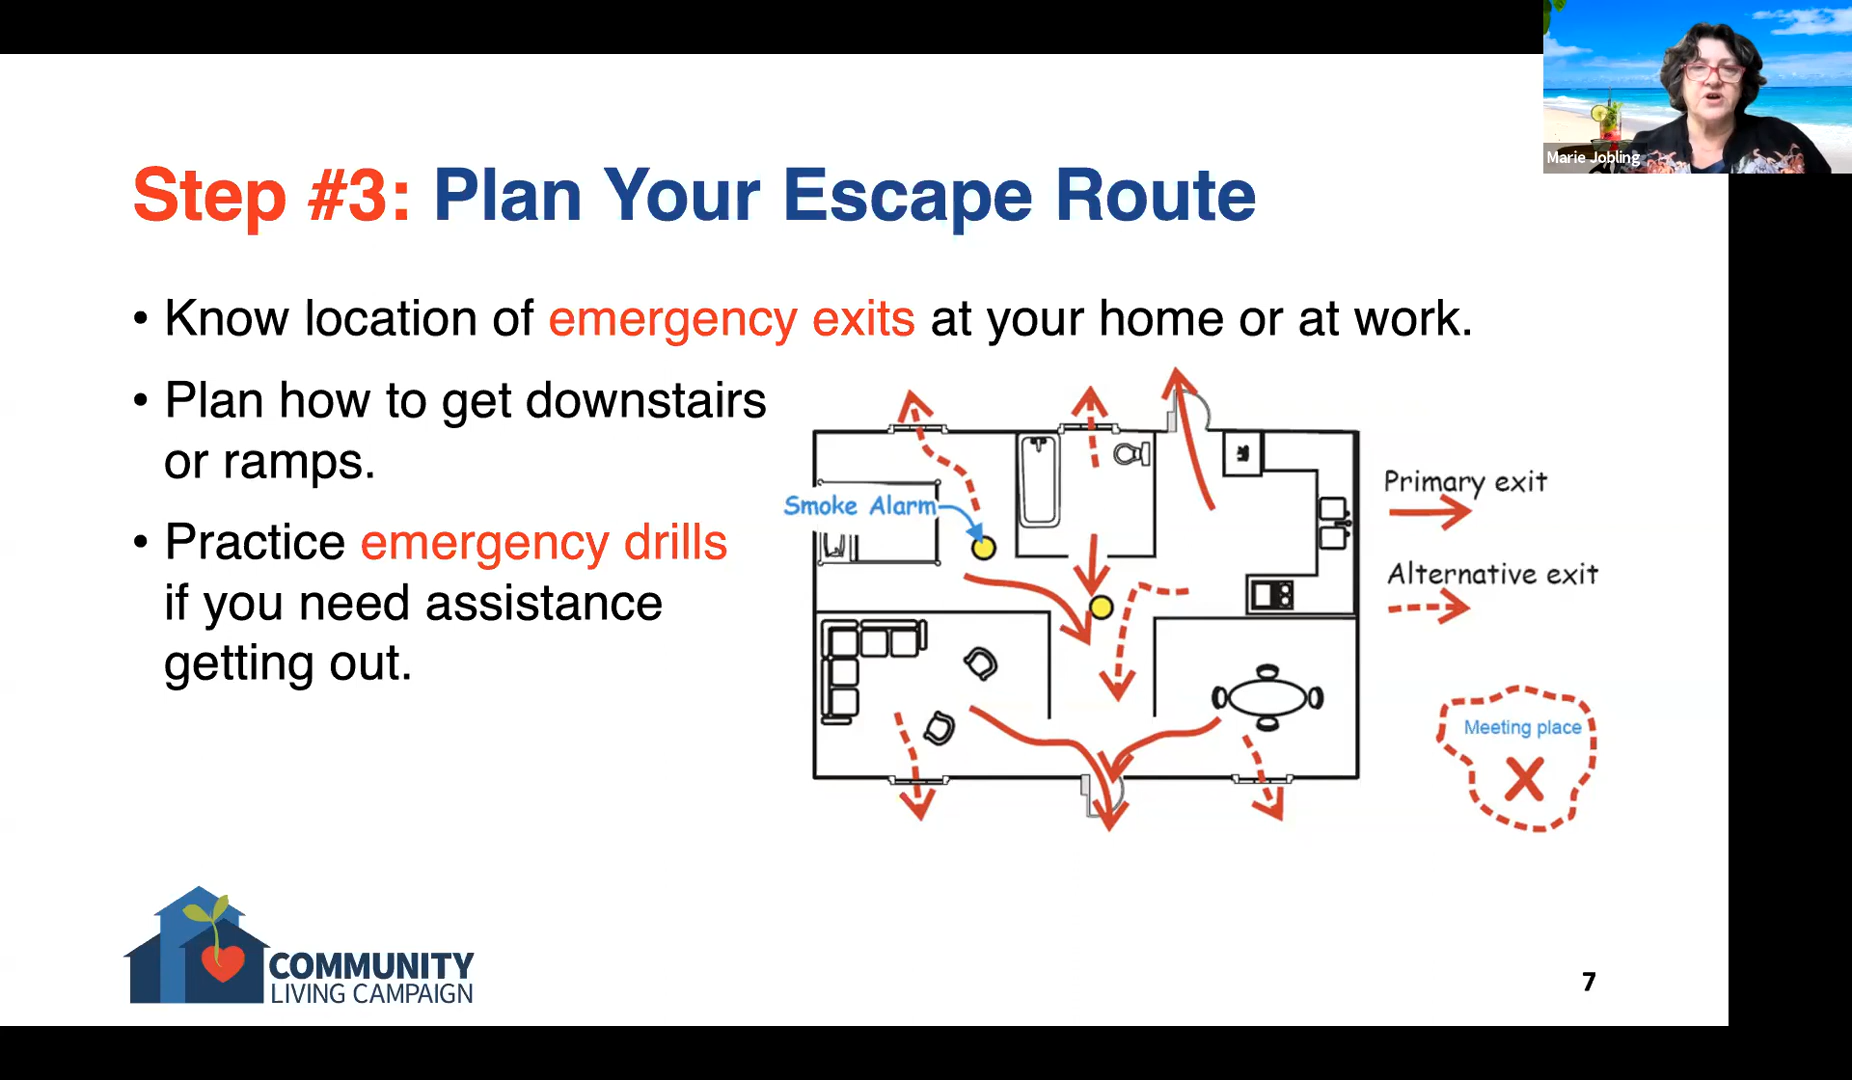 Marie Jobling
Step #3: Plan Your Escape Route
• Know location of emergency exits at your home or at work.
• Plan how to get downstairs
or ramps.
• Practice emergency drills
if you need assistance
getting out.
Smoke Alarm
Primary exit
Alternative exit
Meeting place
X
COMMUNITY
LIVING CAMPAIGN
7